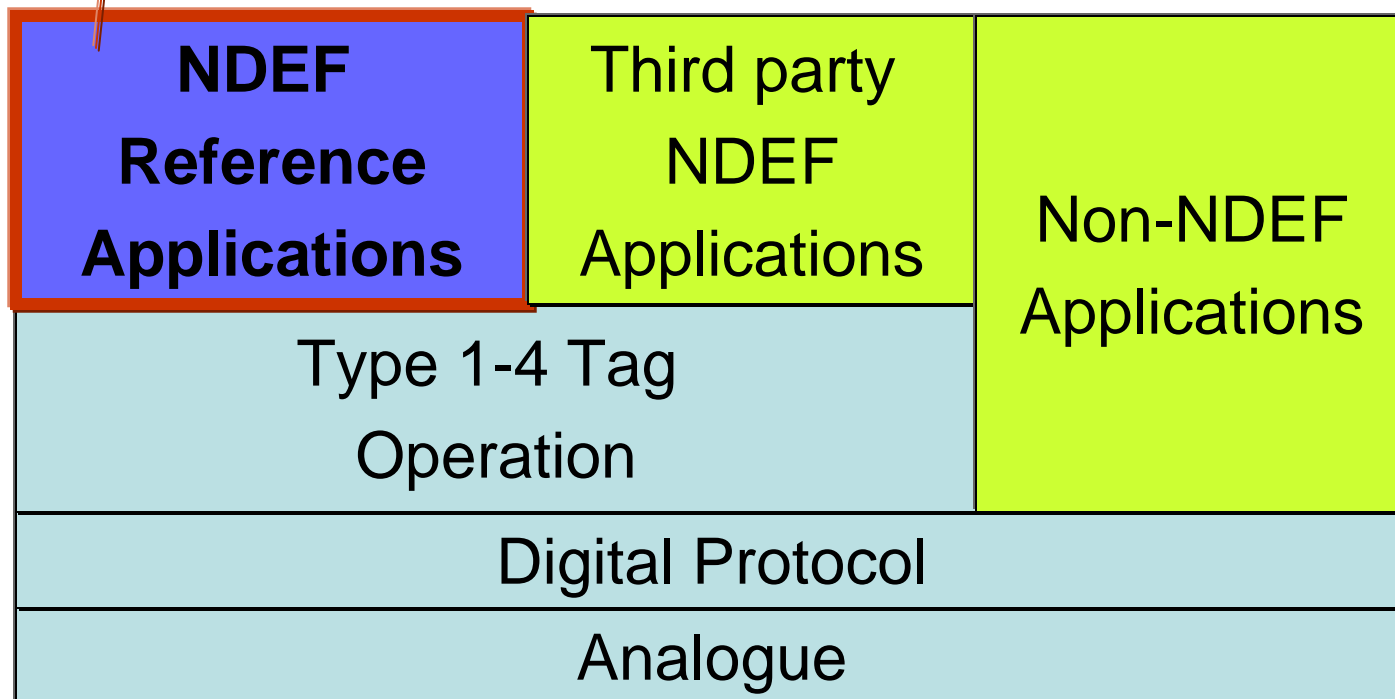 NDEF
Reference
Applications
Third party
NDEF
Applications
Non-NDEF
Applications
Type 1-4 Tag
Operation
Digital Protocol
Analogue